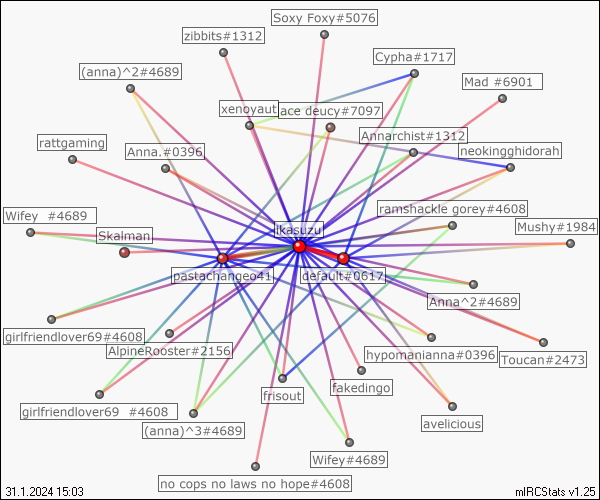 Soxy Foxy#5076
zibbits#1312
Cypha#1717
(anna)^2#4689
Mad #6901
xenoyaut
ace deucy#7097
Annarchist#1312
rattgaming
Anna.#0396
neokingghidorah
ramshackle gorey#4608
Wifey #4689
Mushy#1984
Skalman
ikasuzu
pastachangeo41
default#0617
Anna^2#4689
girlfriendlover69#4608
AlpineRooster#2156
hypomanianna#0396
Toucan#2473
fakedingo
frisout
girlfriendlover69 #4608
avelicious
(anna)^3#4689
Wifey#4689
no cops no laws no hope#4608
31.1.2024 15:03
mIRCStats v1.25